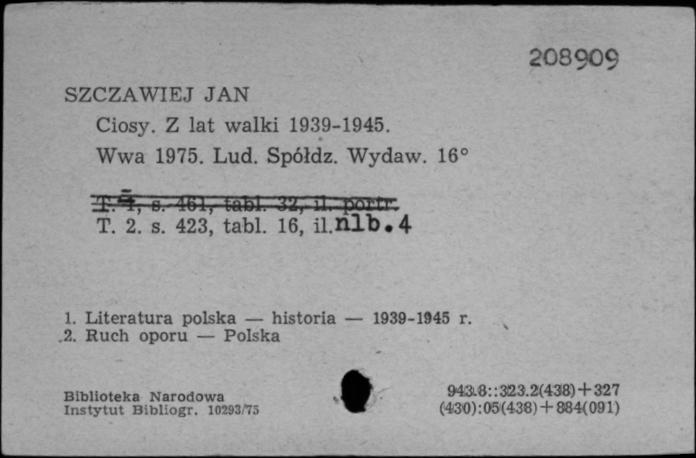 208909
SZCZAWIEJ JAN
Ciosy. Z lat walki 1939-1945.
Wwa 1975. Lud. Spółdz. Wydaw. 16°
T. 1, s. 461, tabl. 32, il. portr.
T. 2. s. 423, tabl. 16, il. nlb. 4
1. Literatura polska — historia — 1939-1945 r.
2. Ruch oporu — Polska
Biblioteka Narodowa
Instytut Bibliogr. 10293/75
943.8::323.2(438)+327
(430):05(438)+884(091)